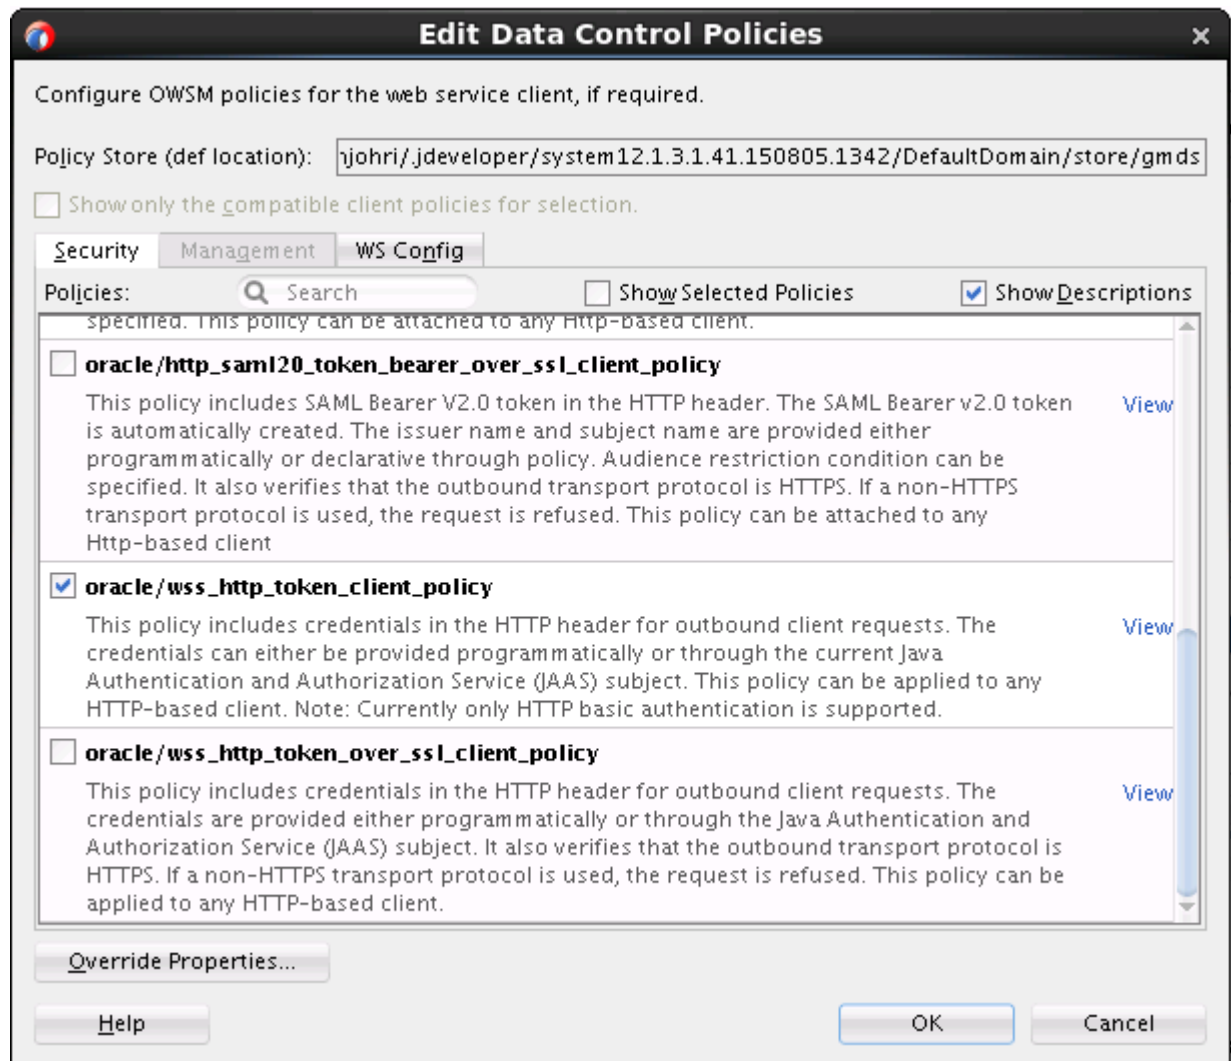 Edit Data Control Policies
Configure OWSM policies for the web service client, if required.
Policy Store (def location): njohri/.jdeveloper/system12.1.3.1.41.150805.1342/DefaultDomain/store/gmds
Show only the compatible client policies for selection.
Security Management WS Config
Policies: Search Show Selected Policies Show Descriptions
specified. This policy can be attached to any Http-based client.
oracle/http_saml20_token_bearer_over_ssl_client_policy
This policy includes SAML Bearer V2.0 token in the HTTP header. The SAML Bearer v2.0 token View
is automatically created. The issuer name and subject name are provided either
programmatically or declarative through policy. Audience restriction condition can be
specified. It also verifies that the outbound transport protocol is HTTPS. If a non-HTTPS
transport protocol is used, the request is refused. This policy can be attached to any
Http-based client
oracle/wss_http_token_client_policy
This policy includes credentials in the HTTP header for outbound client requests. The View
credentials can either be provided programmatically or through the current Java
Authentication and Authorization Service (JAAS) subject. This policy can be applied to any
HTTP-based client. Note: Currently only HTTP basic authentication is supported.
oracle/wss_http_token_over_ssl_client_policy
This policy includes credentials in the HTTP header for outbound client requests. The View
credentials are provided either programmatically or through the Java Authentication and
Authorization Service (JAAS) subject. It also verifies that the outbound transport protocol is
HTTPS. If a non-HTTPS transport protocol is used, the request is refused. This policy can be
applied to any HTTP-based client.
Override Properties...
Help OK Cancel